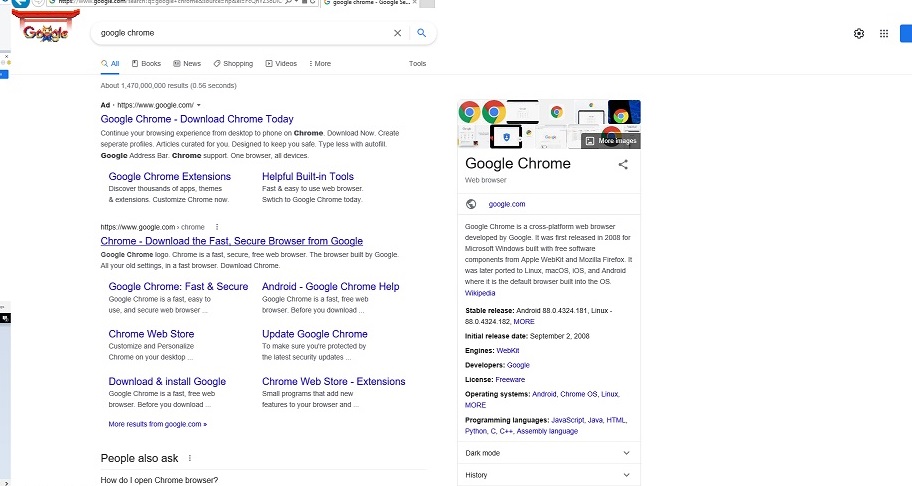 google chrome - Google Se...
Google
google chrome
All
Books
News
Shopping
Videos
More
Tools
About 1,470,000,000 results (0.56 seconds)
Ad · https://www.google.com/
Google Chrome - Download Chrome Today
Continue your browsing experience from desktop to phone on Chrome. Download Now. Create
seperate profiles. Articles curated for you. Designed to keep you safe. Type less with autofill.
Google Address Bar. Chrome support. One browser, all devices.
Google Chrome Extensions
Discover thousands of apps, themes
& extensions. Customize Chrome now.
Helpful Built-in Tools
Fast & easy to use web browser.
Swtich to Google Chrome today.
https://www.google.com › chrome
Chrome - Download the Fast, Secure Browser from Google
Google Chrome logo. Chrome is a fast, secure, free web browser. The browser built by Google.
All your old settings, in a fast browser. Download Chrome.
Google Chrome: Fast & Secure
Google Chrome is a fast, easy to
use, and secure web browser ...
Android - Google Chrome Help
Google Chrome is a fast, free web
browser. Before you download ...
Chrome Web Store
Customize and Personalize
Chrome on your desktop ...
Update Google Chrome
To make sure you're protected by
the latest security updates ...
Download & install Google
Google Chrome is a fast, free web
browser. Before you download ...
Chrome Web Store - Extensions
Small programs that add new
features to your browser and ...
More results from google.com »
People also ask
How do I open Chrome browser?
More images
Google Chrome
Web browser
google.com
Google Chrome is a cross-platform web browser
developed by Google. It was first released in 2008 for
Microsoft Windows built with free software
components from Apple WebKit and Mozilla Firefox. It
was later ported to Linux, macOS, iOS, and Android
where it is the default browser built into the OS.
Wikipedia
Stable release: Android 88.0.4324.181, Linux -
88.0.4324.182, MORE
Initial release date: September 2, 2008
Engines: WebKit
Developers: Google
License: Freeware
Operating systems: Android, Chrome OS, Linux,
MORE
Programming languages: JavaScript, Java, HTML,
Python, C, C++, Assembly language
Dark mode
History